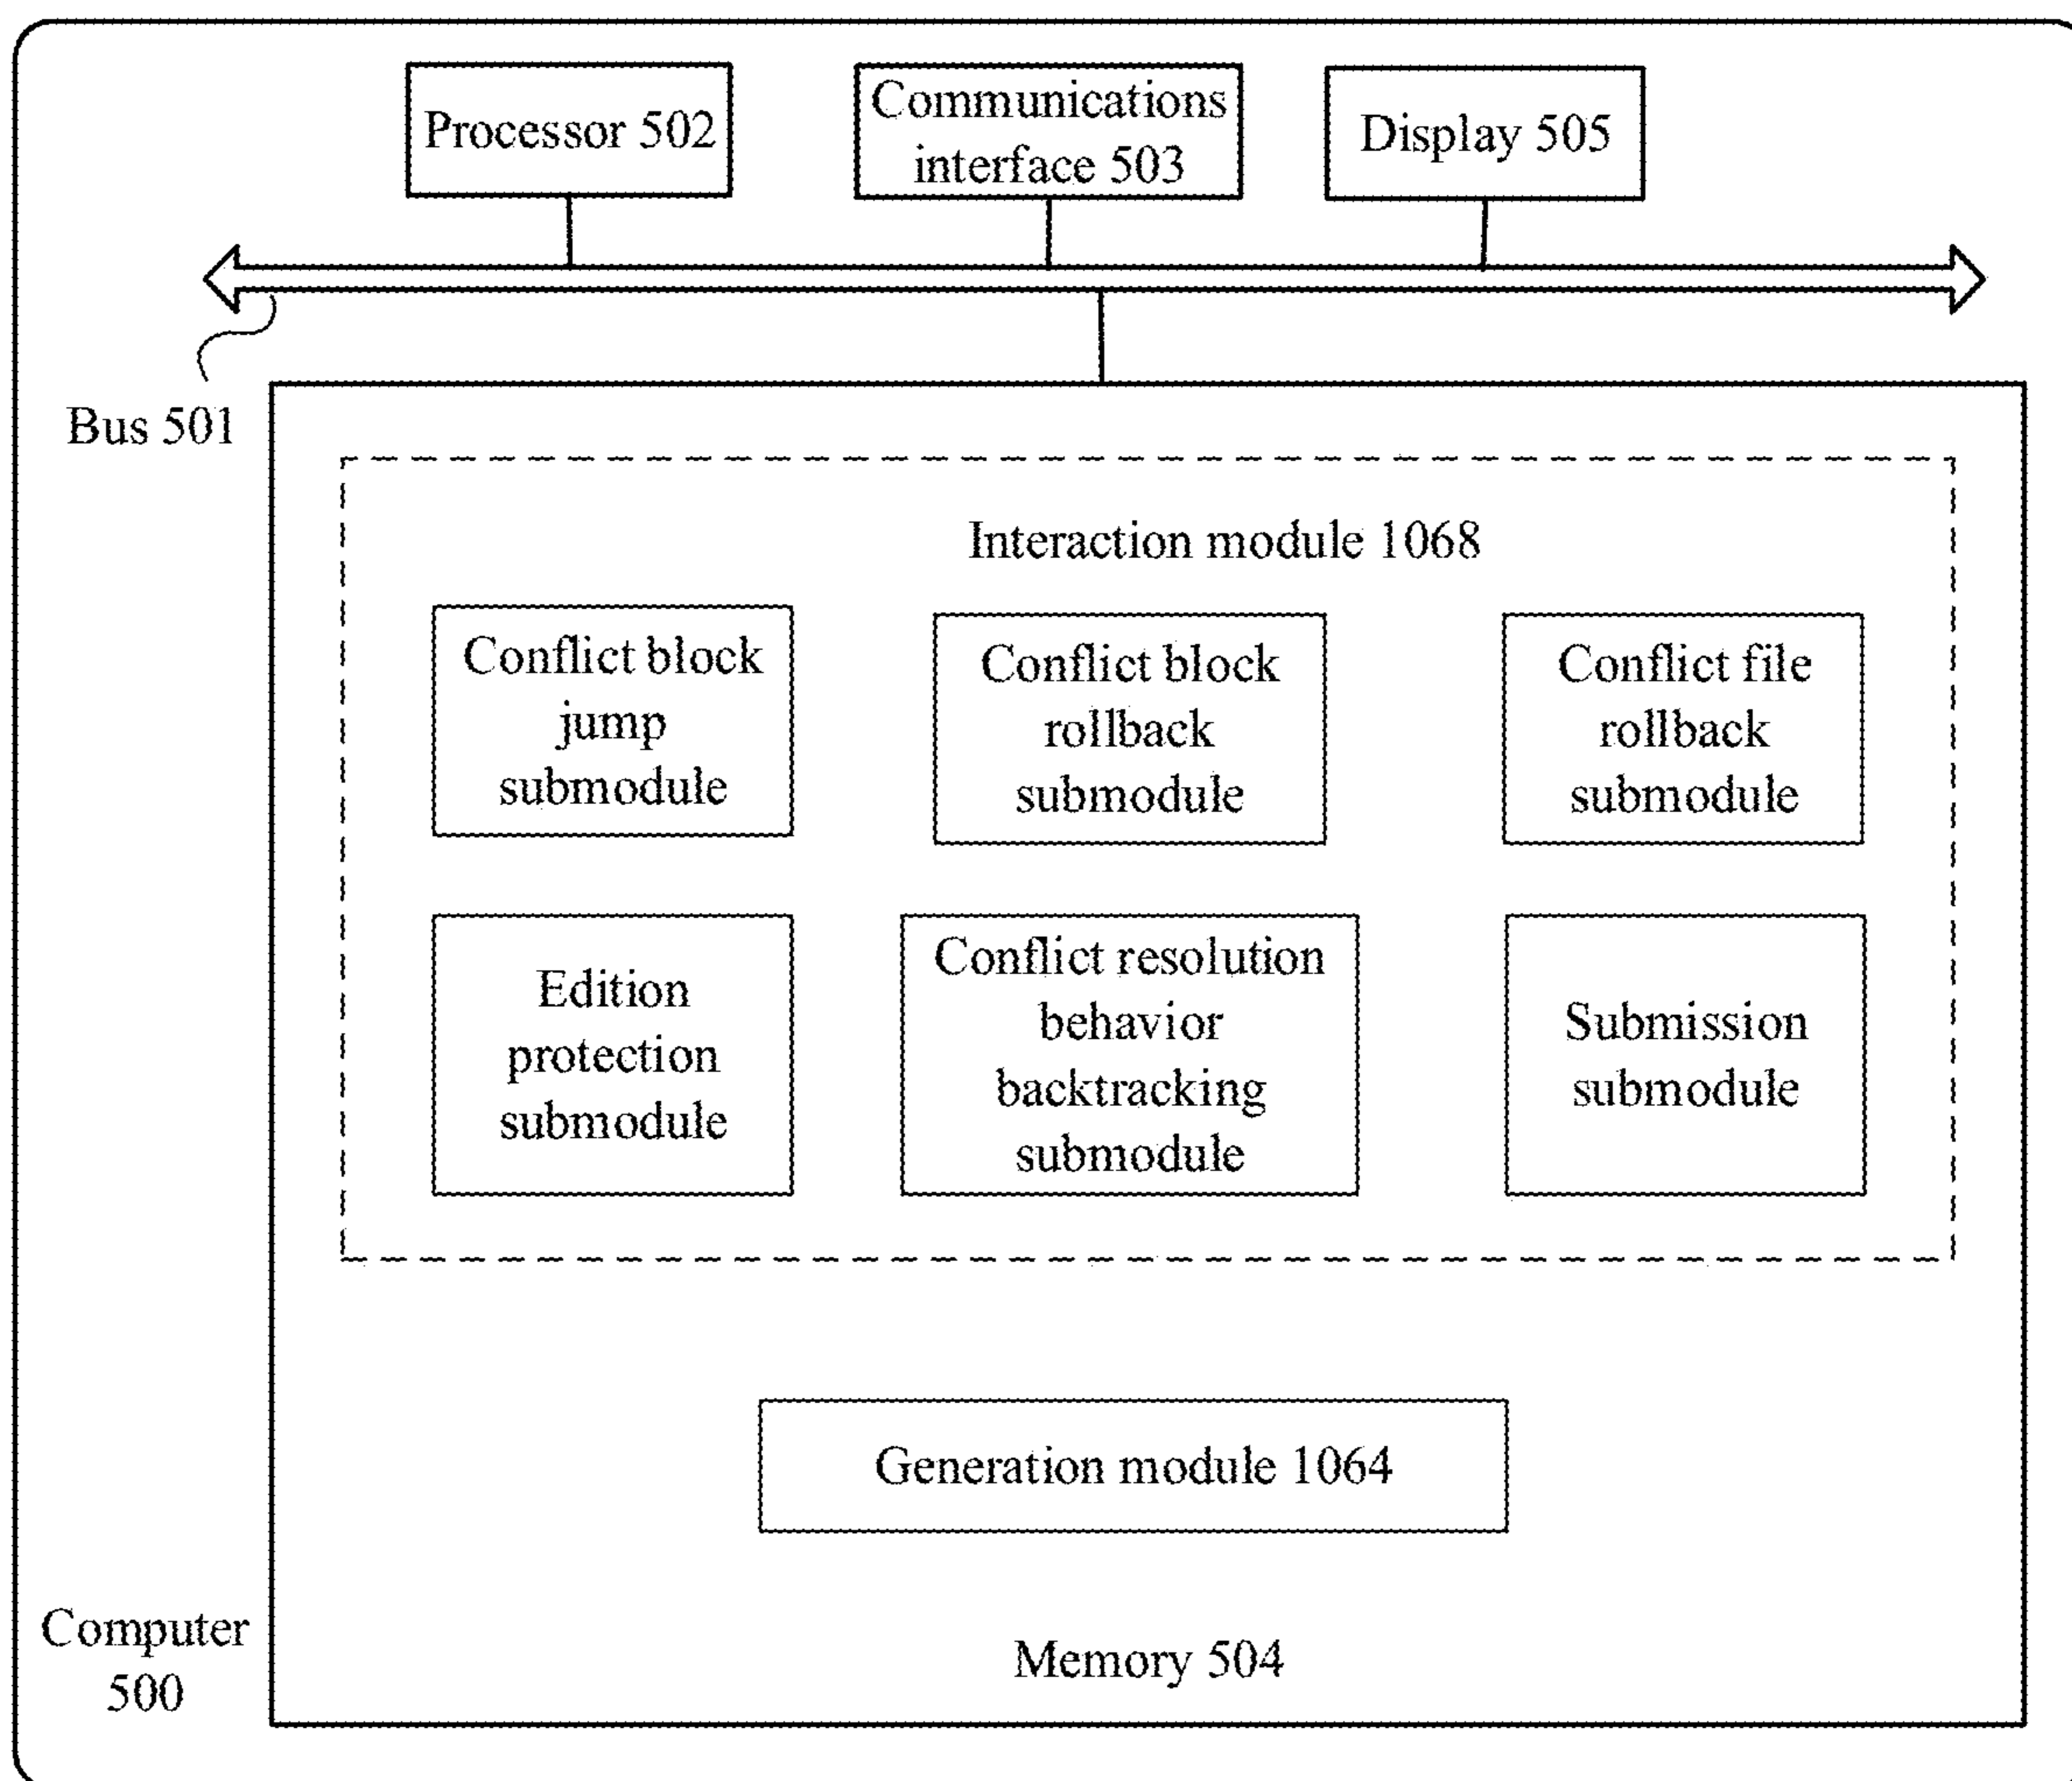 Processor 502
Communications
interface 503
Display 505
Bus 501
Interaction module 1068
Conflict block
jump
submodule
Conflict block
rollback
submodule
Conflict file
rollback
submodule
Edition
protection
submodule
Conflict resolution
behavior
backtracking
submodule
Submission
submodule
Generation module 1064
Computer
500
Memory 504